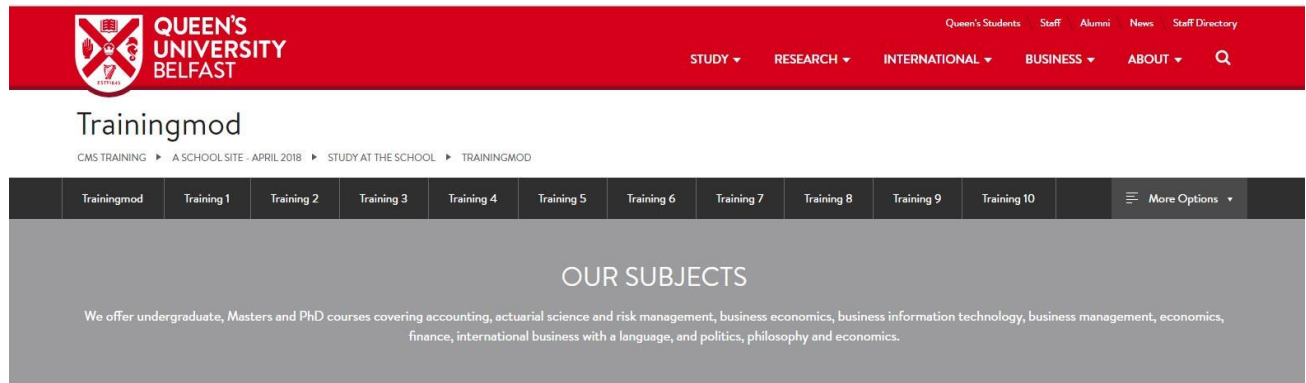 QUEEN'S
UNIVERSITY
BELFAST
ESTD1845
Queen's Students Staff Alumni News Staff Directory
STUDY RESEARCH INTERNATIONAL BUSINESS ABOUT
Trainingmod
CMS TRAINING A SCHOOL SITE - APRIL 2018 STUDY AT THE SCHOOL TRAININGMOD
Trainingmod Training 1 Training 2 Training 3 Training 4 Training 5 Training 6 Training 7 Training 8 Training 9 Training 10 More Options
OUR SUBJECTS
We offer undergraduate, Masters and PhD courses covering accounting, actuarial science and risk management, business economics, business information technology, business management, economics,
finance, international business with a language, and politics, philosophy and economics.